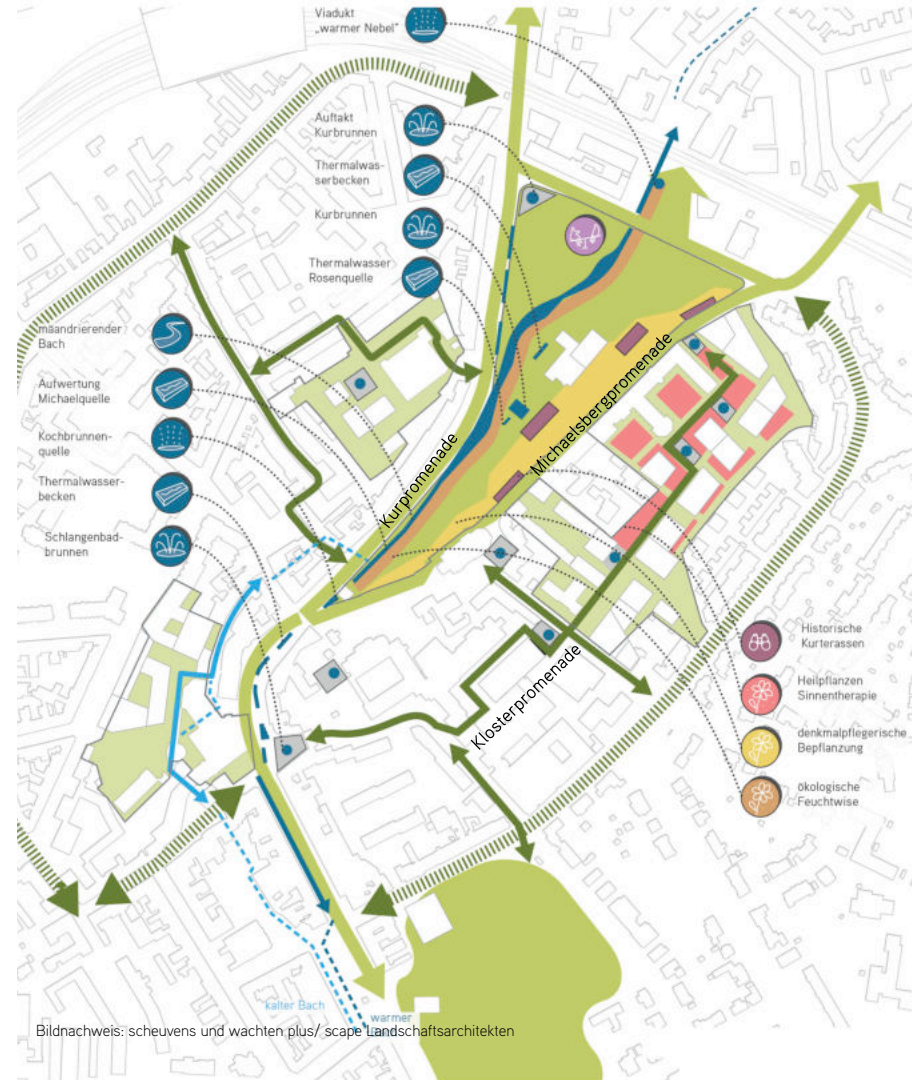 Viadukt
„warmer Nebel"
Auftakt
Kurbrunnen
Thermalwas-
serbecken
Kurbrunnen
Thermalwasser
Rosenquelle
mäandrierender
Bach
Aufwertung
Michaelquelle
Kochbrunnen-
quelle
Thermalwasser-
becken
Schlangenbad-
brunnen
Kurpromenade
Michaelsbergpromenade
Klosterpromenade
Historische
Kurterassen
Heilpflanzen
Sinnentherapie
denkmalpflegerische
Bepflanzung
ökologische
Feuchtwise
kalter Bach
warmer
Bildnachweis: scheuvens und wachten plus/ scape Landschaftsarchitekten